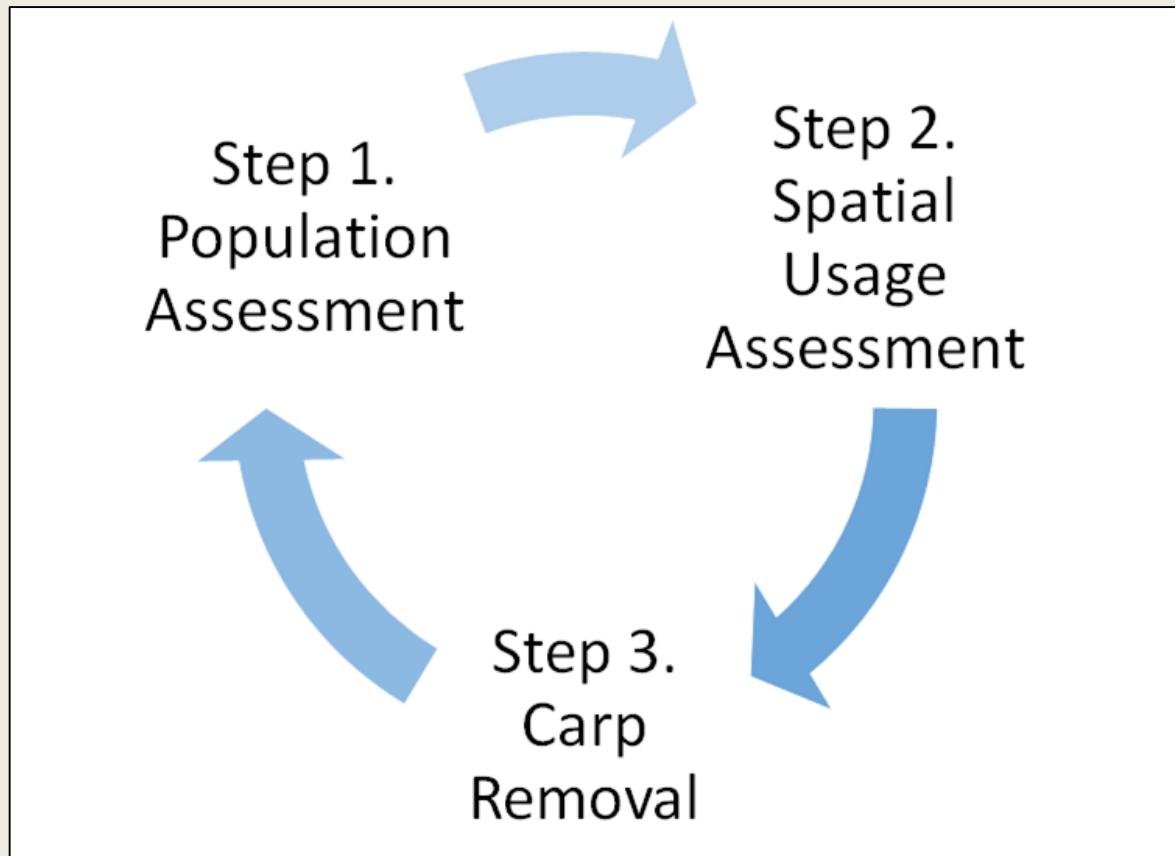 Step 1.
Population
Assessment
Step 2.
Spatial
Usage
Assessment
Step 3.
Carp
Removal